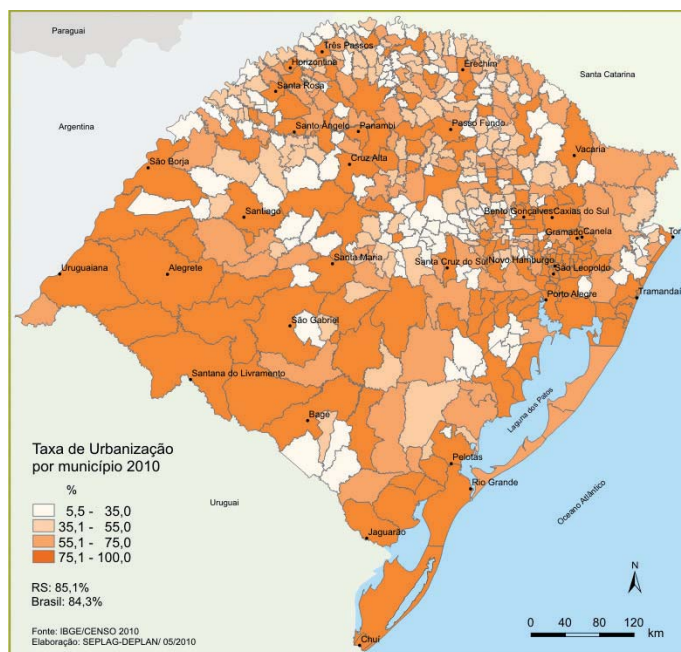 Paraguai
Três Passos
Horizontina
Erechim
Santa Catarina
Santa Rosa
Argentina
Santo Ângelo
Panambi
Passo Fundo
Vacaria
São Borja
Cruz Alta
Santiago
Bento Gonçalves
Caxias do Sul
Gramado
Canela
Tor
Uruguaiana
Alegrete
Santa Maria
Santa Cruz do Sul
Novo Hamburgo
São Leopoldo
Porto Alegre
Tramandaí
São Gabriel
Santana do Livramento
Bagé
Laguna dos Patos
Pelotas
Rio Grande
Oceano Atlântico
Uruguai
Jaguarão
Chuí
Taxa de Urbanização
por município 2010
%
5,5 - 35,0
35,1 - 55,0
55,1 - 75,0
75,1 - 100,0
RS: 85,1%
Brasil: 84,3%
Fonte: IBGE/CENSO 2010
Elaboração: SEPLAG-DEPLAN/ 05/2010
N
0 20 40 80 120
km